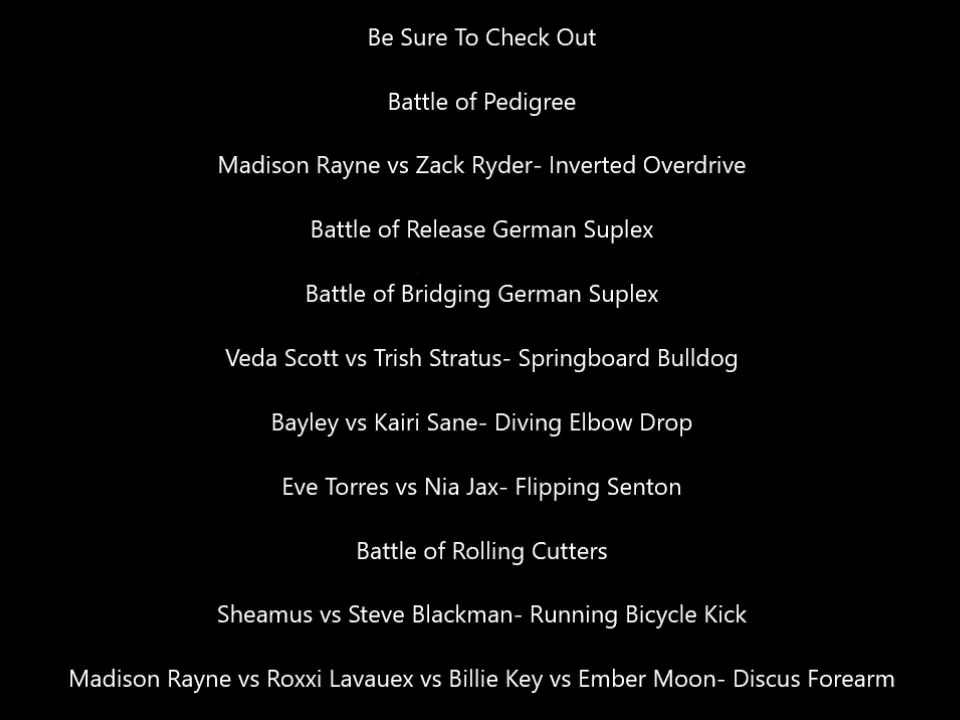 Be Sure To Check Out
Battle of Pedigree
Madison Rayne vs Zack Ryder- Inverted Overdrive
Battle of Release German Suplex
Battle of Bridging German Suplex
Veda Scott vs Trish Stratus- Springboard Bulldog
Bayley vs Kairi Sane- Diving Elbow Drop
Eve Torres vs Nia Jax- Flipping Senton
Battle of Rolling Cutters
Sheamus vs Steve Blackman- Running Bicycle Kick
Madison Rayne vs Roxxi Lavauex vs Billie Key vs Ember Moon- Discus Forearm